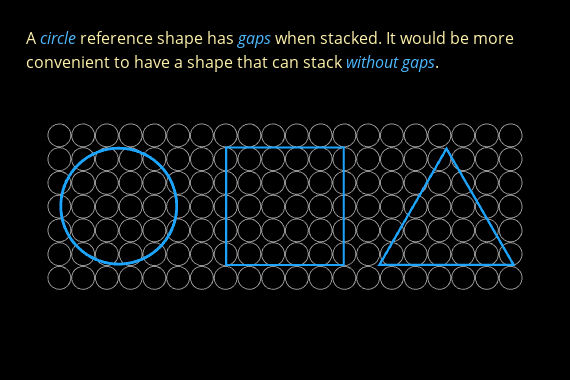 A circle reference shape has gaps when stacked. It would be more
convenient to have a shape that can stack without gaps.